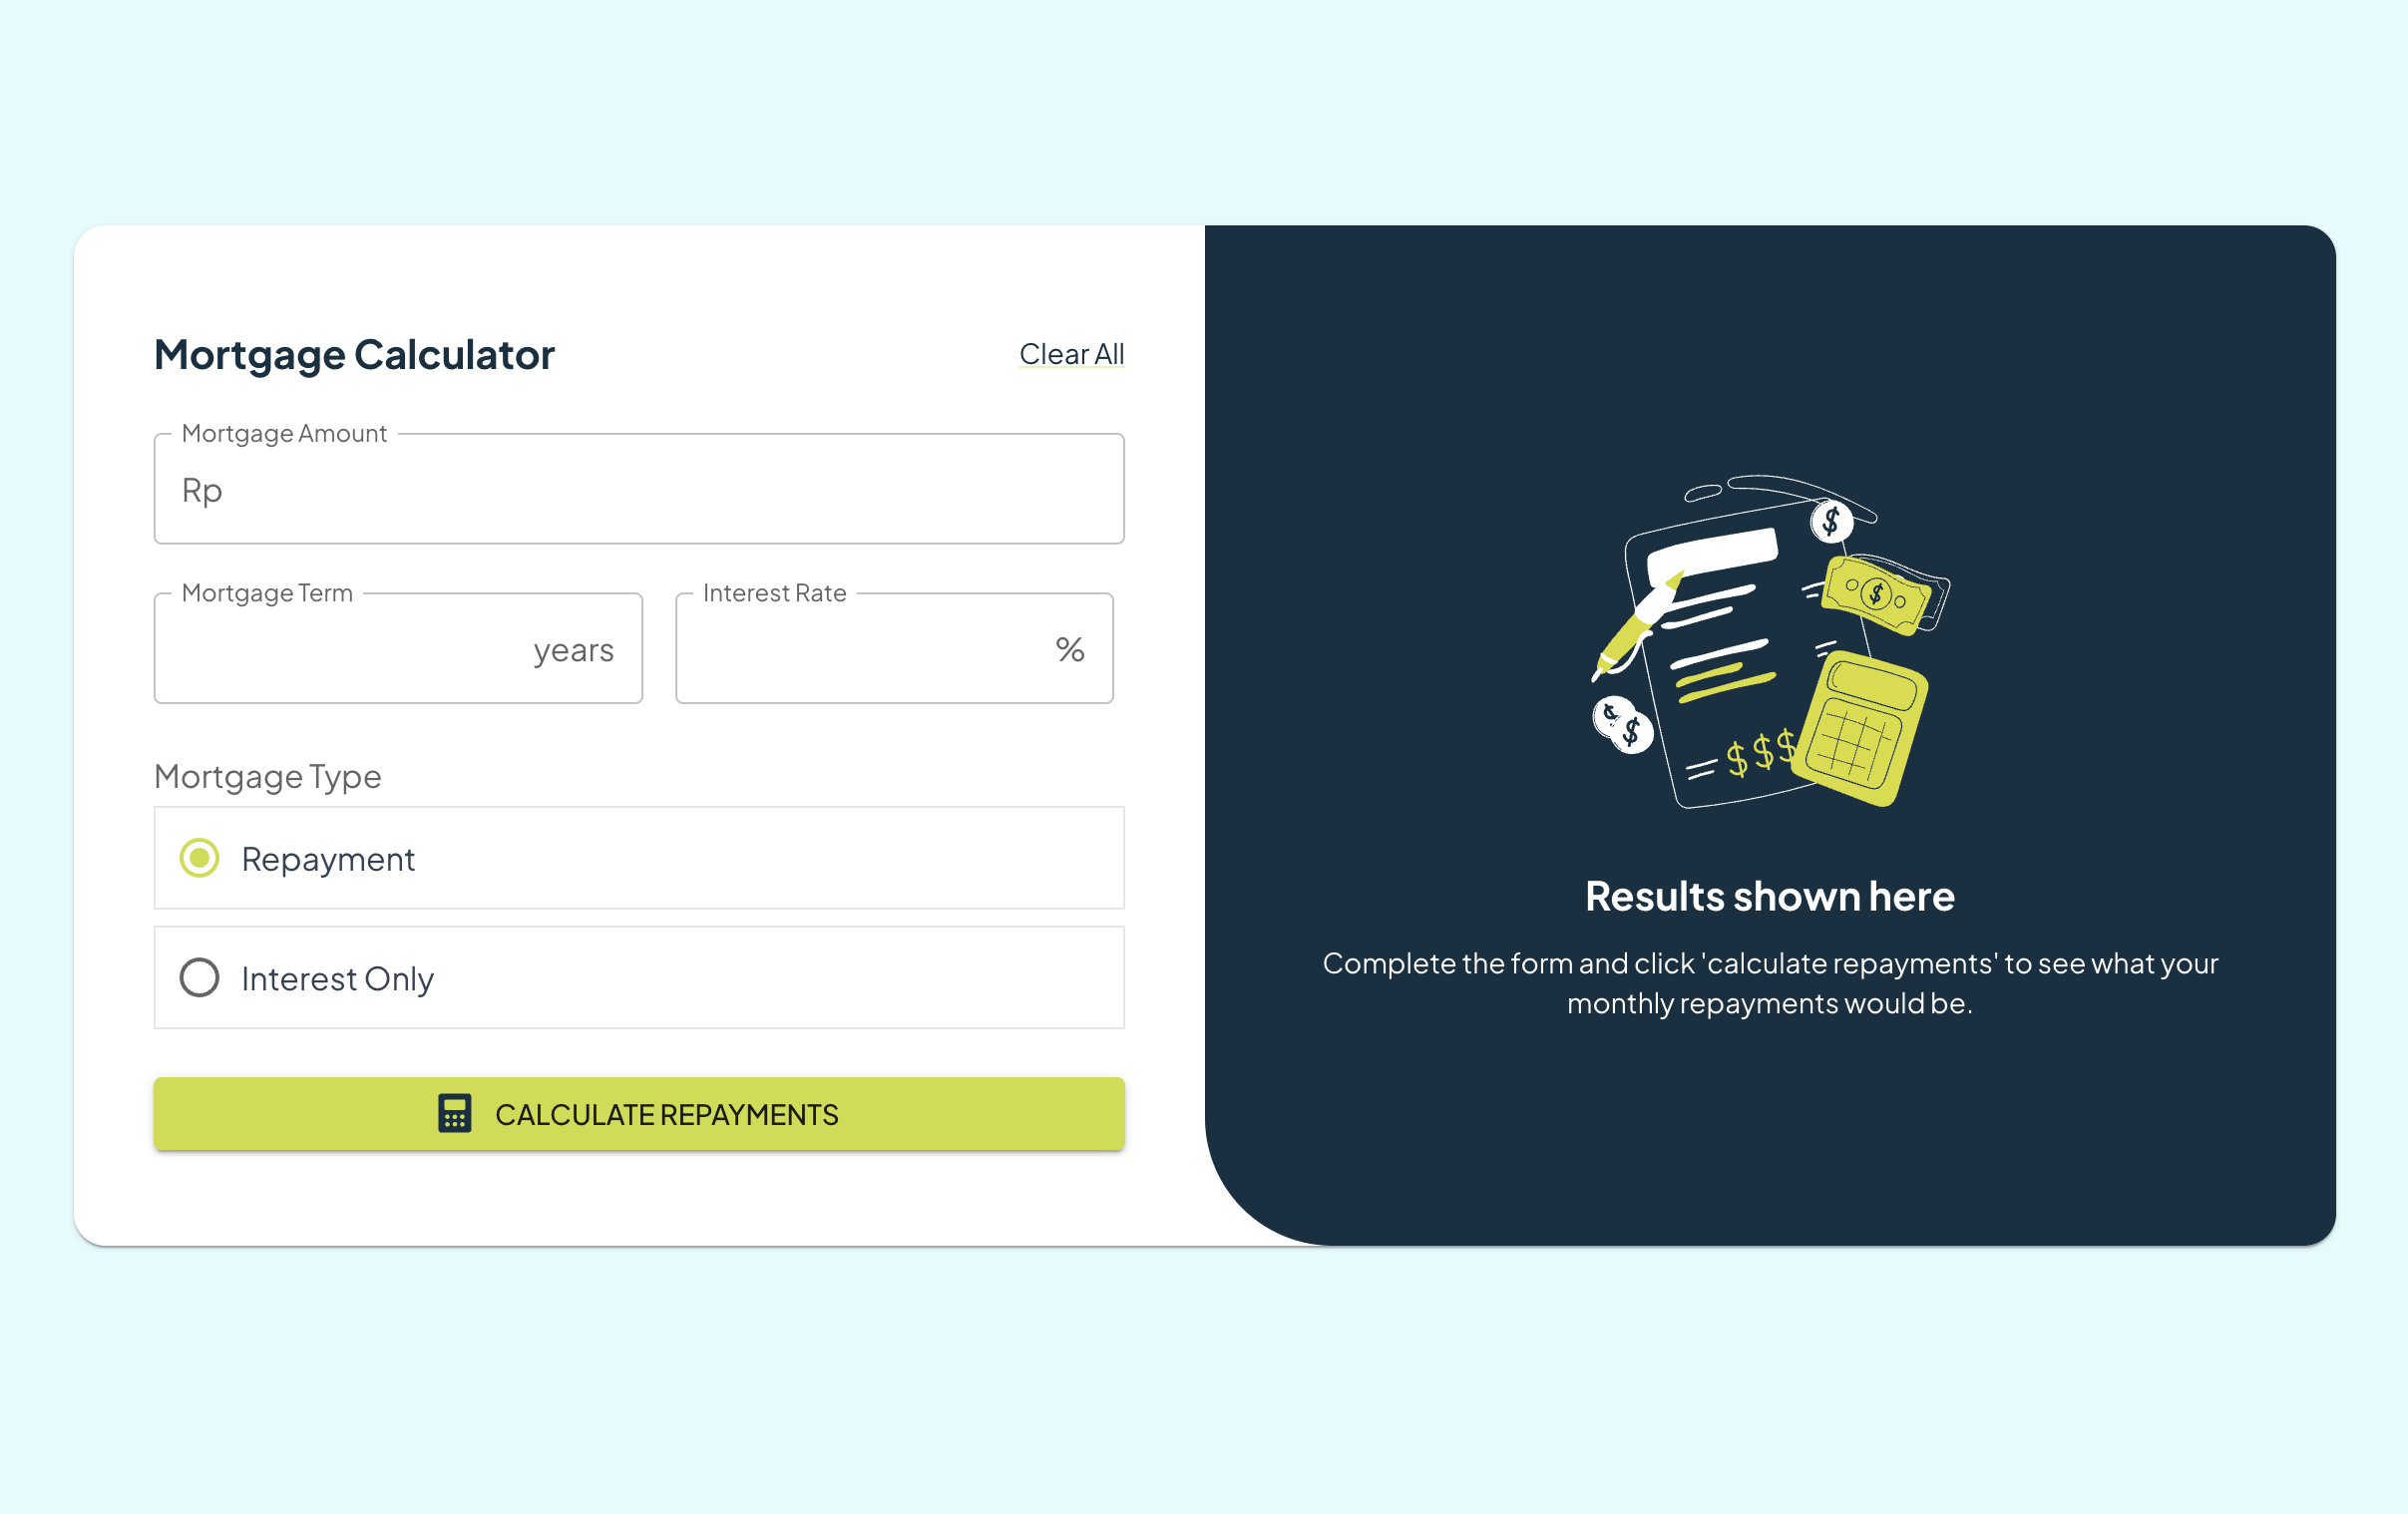 Mortgage Calculator
Clear All
Mortgage Amount
Rp
Mortgage Term
years
Interest Rate
%
Mortgage Type
Repayment
Interest Only
CALCULATE REPAYMENTS
$
$
$
$
= $$$
Results shown here
Complete the form and click 'calculate repayments' to see what your
monthly repayments would be.